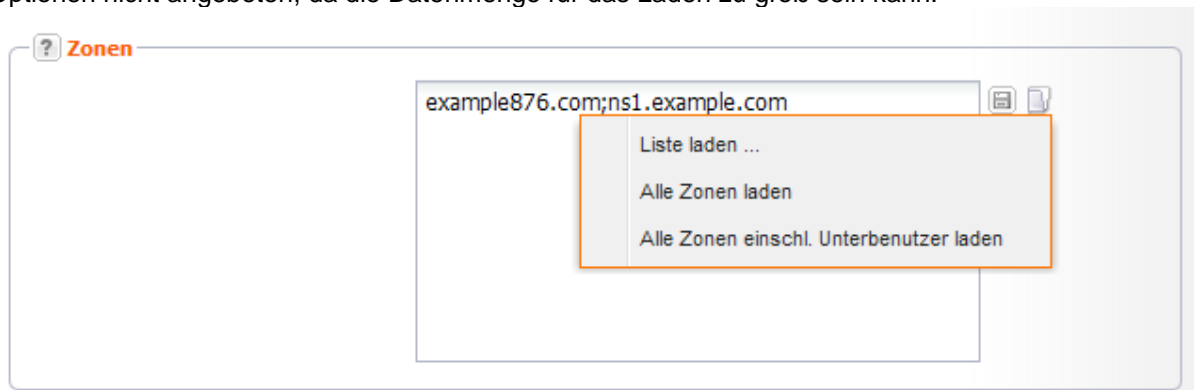 Optionen nicht angeboten, da die Datenmenge für das Laden zu groß sein kann.
? Zonen
example876.com;ns1.example.com
Liste laden ...
Alle Zonen laden
Alle Zonen einschl. Unterbenutzer laden